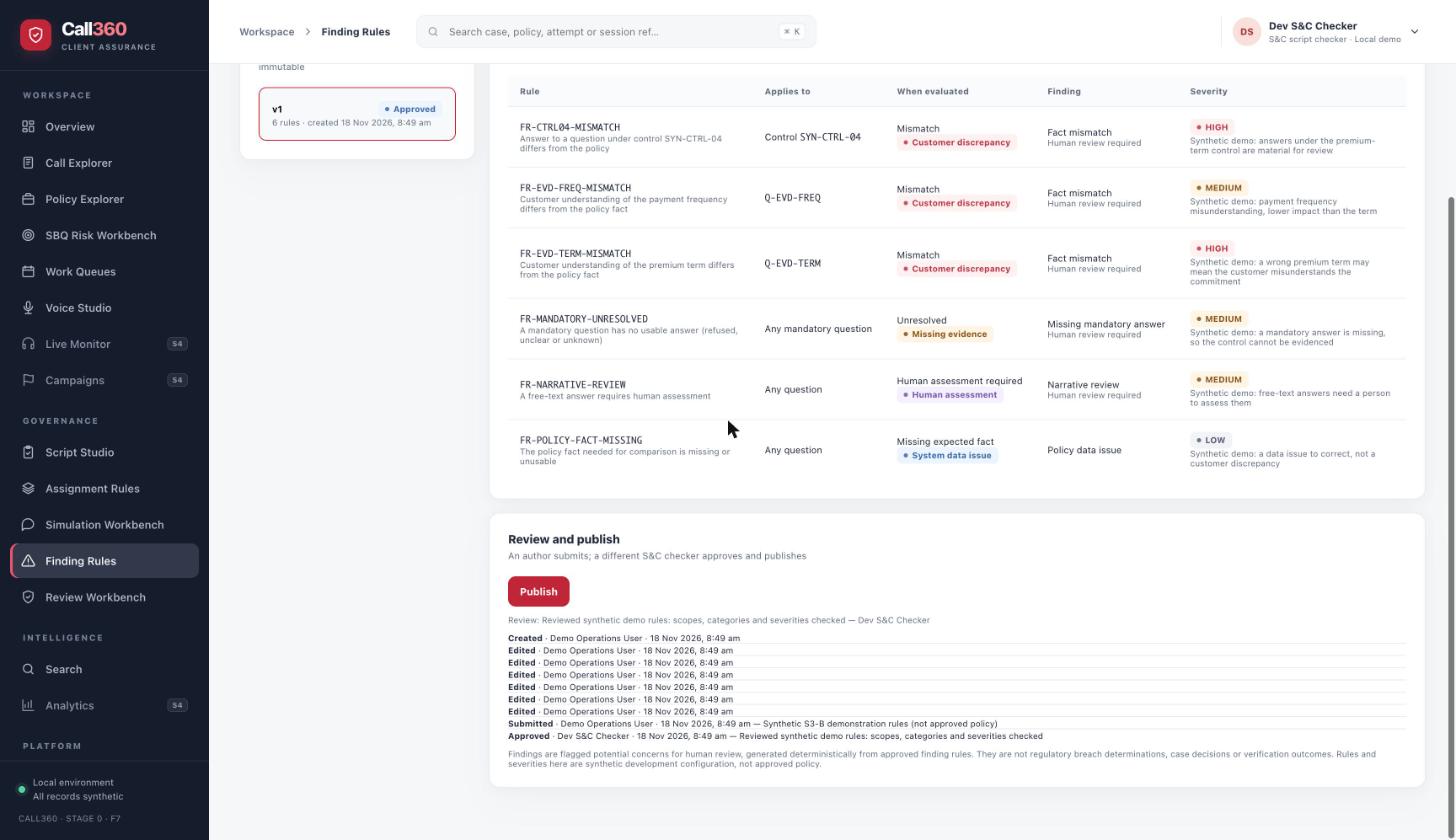 Call360
CLIENT ASSURANCE
WORKSPACE
Overview
Call Explorer
Policy Explorer
SBQ Risk Workbench
Work Queues
Voice Studio
Live Monitor S4
Campaigns S4
GOVERNANCE
Script Studio
Assignment Rules
Simulation Workbench
Finding Rules
Review Workbench
INTELLIGENCE
Search
Analytics S4
PLATFORM
Local environment
All records synthetic
CALL360 · STAGE 0 · F7
Workspace > Finding Rules
Search case, policy, attempt or session ref... ⌘ K
DS
Dev S&C Checker
S&C script checker · Local demo
immutable
v1 Approved
6 rules · created 18 Nov 2026, 8:49 am
Rule Applies to When evaluated Finding Severity
FR-CTRL04-MISMATCH
Answer to a question under control SYN-CTRL-04
differs from the policy
Control SYN-CTRL-04
Mismatch
Customer discrepancy
Fact mismatch
Human review required
HIGH
Synthetic demo: answers under the premium-
term control are material for review
FR-EVD-FREQ-MISMATCH
Customer understanding of the payment frequency
differs from the policy fact
Q-EVD-FREQ
Mismatch
Customer discrepancy
Fact mismatch
Human review required
MEDIUM
Synthetic demo: payment frequency
misunderstanding, lower impact than the term
FR-EVD-TERM-MISMATCH
Customer understanding of the premium term differs
from the policy fact
Q-EVD-TERM
Mismatch
Customer discrepancy
Fact mismatch
Human review required
HIGH
Synthetic demo: a wrong premium term may
mean the customer misunderstands the
commitment
FR-MANDATORY-UNRESOLVED
A mandatory question has no usable answer (refused,
unclear or unknown)
Any mandatory question
Unresolved
Missing evidence
Missing mandatory answer
Human review required
MEDIUM
Synthetic demo: a mandatory answer is missing,
so the control cannot be evidenced
FR-NARRATIVE-REVIEW
A free-text answer requires human assessment
Any question
Human assessment required
Human assessment
Narrative review
Human review required
MEDIUM
Synthetic demo: free-text answers need a person
to assess them
FR-POLICY-FACT-MISSING
The policy fact needed for comparison is missing or
unusable
Any question
Missing expected fact
System data issue
Policy data issue
LOW
Synthetic demo: a data issue to correct, not a
customer discrepancy
Review and publish
An author submits; a different S&C checker approves and publishes
Publish
Review: Reviewed synthetic demo rules: scopes, categories and severities checked — Dev S&C Checker
Created · Demo Operations User · 18 Nov 2026, 8:49 am
Edited · Demo Operations User · 18 Nov 2026, 8:49 am
Edited · Demo Operations User · 18 Nov 2026, 8:49 am
Edited · Demo Operations User · 18 Nov 2026, 8:49 am
Edited · Demo Operations User · 18 Nov 2026, 8:49 am
Edited · Demo Operations User · 18 Nov 2026, 8:49 am
Edited · Demo Operations User · 18 Nov 2026, 8:49 am
Submitted · Demo Operations User · 18 Nov 2026, 8:49 am — Synthetic S3-B demonstration rules (not approved policy)
Approved · Dev S&C Checker · 18 Nov 2026, 8:49 am — Reviewed synthetic demo rules: scopes, categories and severities checked
Findings are flagged potential concerns for human review, generated deterministically from approved finding rules. They are not regulatory breach determinations, case decisions or verification outcomes. Rules and
severities here are synthetic development configuration, not approved policy.